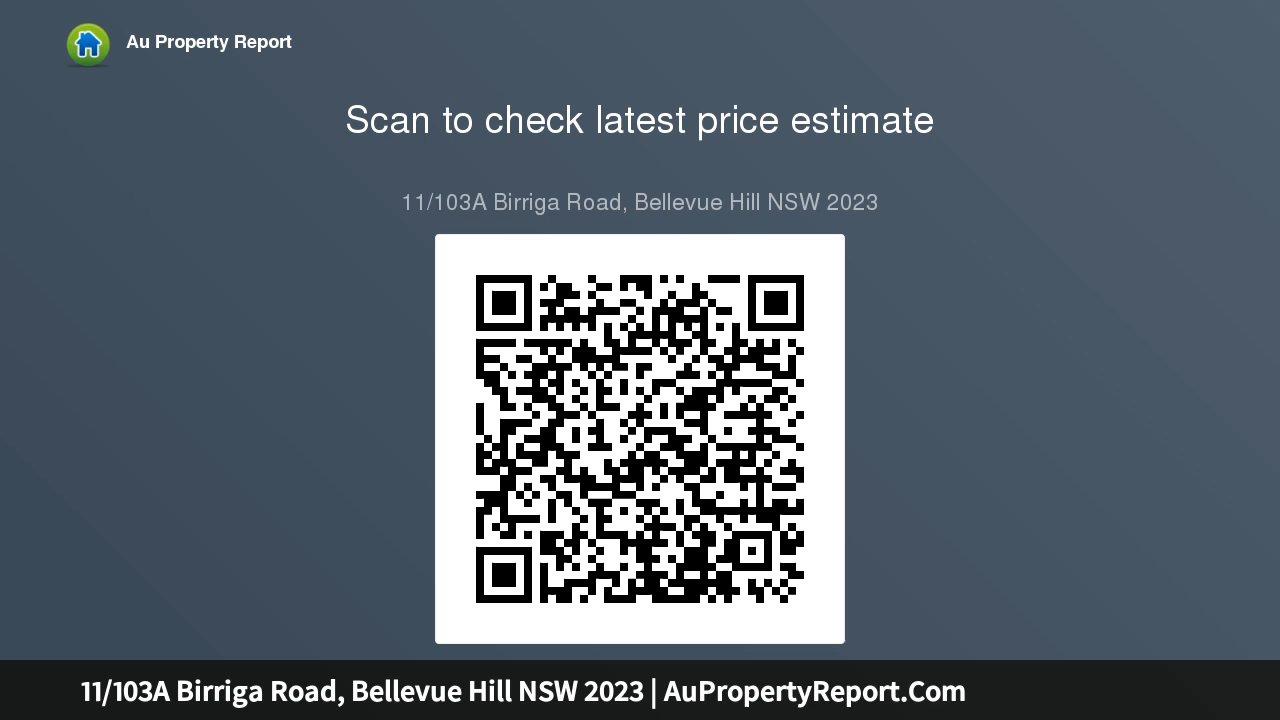 Au Property Report
Scan to check latest price estimate
11/103A Birriga Road, Bellevue Hill NSW 2023
11/103A Birriga Road, Bellevue Hill NSW 2023 | AuPropertyReport.Com